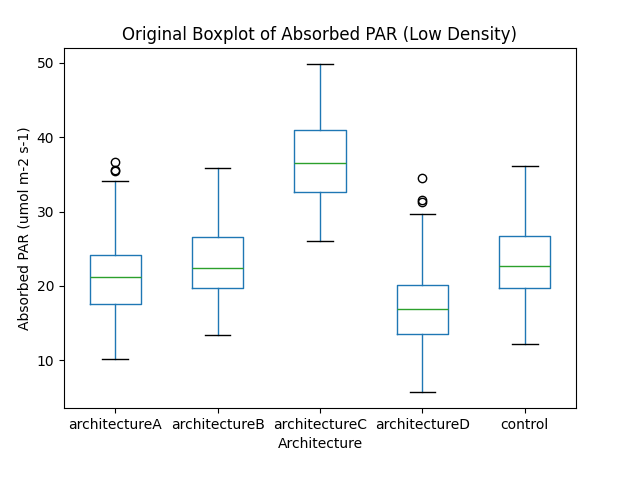 Original Boxplot of Absorbed PAR (Low Density)
Absorbed PAR (umol m-2 s-1)
50
40
30
20
10
architectureA architectureB architectureC architectureD control
Architecture